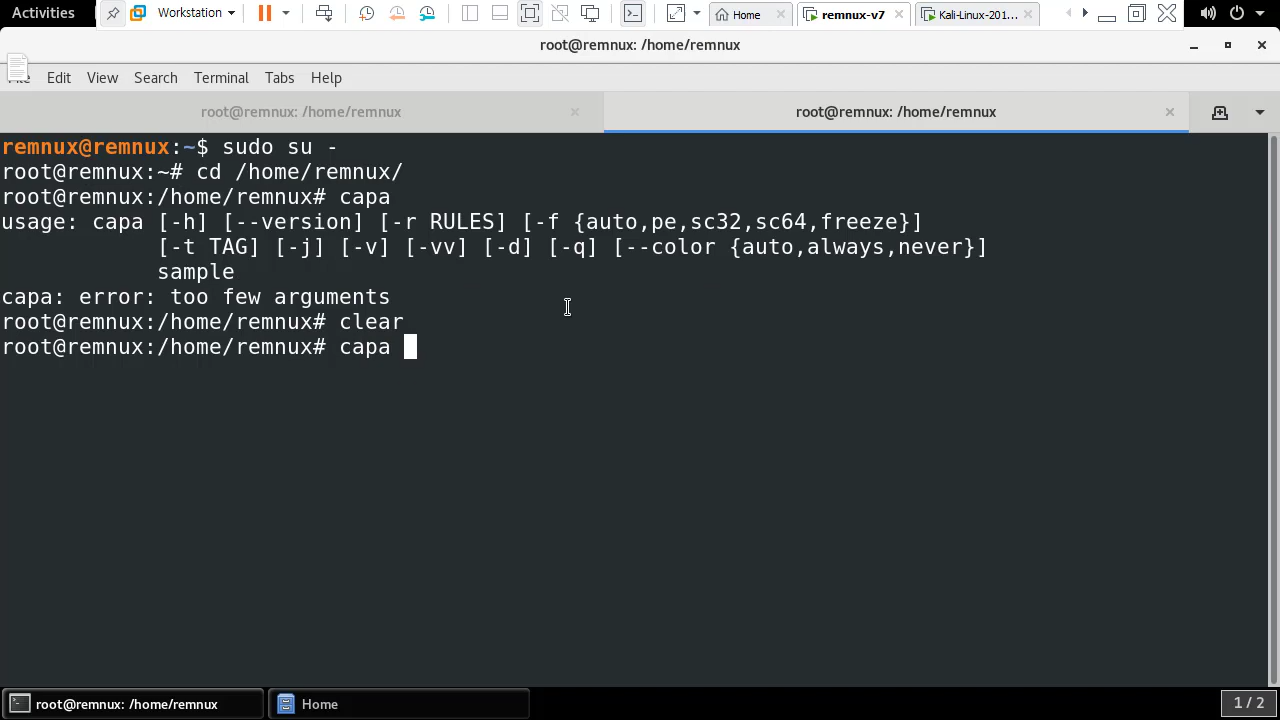 Activities
Workstation
Home
remnux-v7
Kali-Linux-201...
root@remnux: /home/remnux
Edit View Search Terminal Tabs Help
root@remnux: /home/remnux
root@remnux: /home/remnux
remnux@remnux:~$ sudo su -
root@remnux:~# cd /home/remnux/
root@remnux:/home/remnux# capa
usage: capa [-h] [--version] [-r RULES] [-f {auto,pe,sc32,sc64,freeze}]
[-t TAG] [-j] [-v] [-vv] [-d] [-q] [--color {auto,always,never}]
sample
capa: error: too few arguments
root@remnux:/home/remnux# clear
root@remnux:/home/remnux# capa
root@remnux: /home/remnux
Home
1 / 2